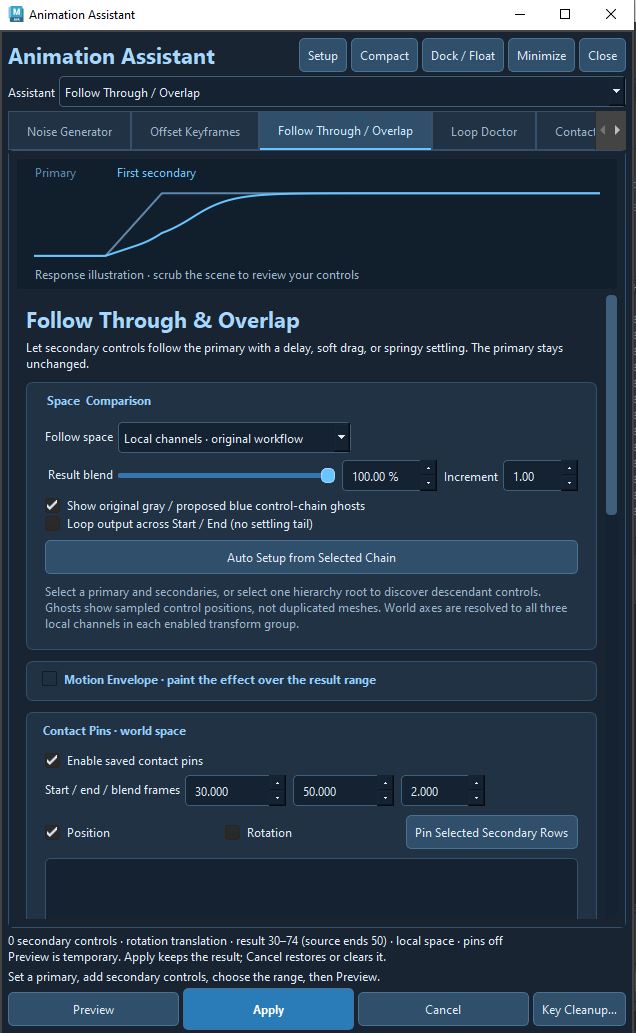 Animation Assistant
Animation Assistant
Setup
Compact
Dock / Float
Minimize
Close
Assistant
Follow Through / Overlap
Noise Generator
Offset Keyframes
Follow Through / Overlap
Loop Doctor
Contact
Primary
First secondary
Response illustration · scrub the scene to review your controls
Follow Through & Overlap
Let secondary controls follow the primary with a delay, soft drag, or springy settling. The primary stays
unchanged.
Space Comparison
Follow space
Local channels · original workflow
Result blend
100.00 %
Increment
1.00
Show original gray / proposed blue control-chain ghosts
Loop output across Start / End (no settling tail)
Auto Setup from Selected Chain
Select a primary and secondaries, or select one hierarchy root to discover descendant controls.
Ghosts show sampled control positions, not duplicated meshes. World axes are resolved to all three
local channels in each enabled transform group.
Motion Envelope · paint the effect over the result range
Contact Pins · world space
Enable saved contact pins
Start / end / blend frames
30.000
50.000
2.000
Position
Rotation
Pin Selected Secondary Rows
0 secondary controls · rotation translation · result 30–74 (source ends 50) · local space · pins off
Preview is temporary. Apply keeps the result; Cancel restores or clears it.
Set a primary, add secondary controls, choose the range, then Preview.
Preview
Apply
Cancel
Key Cleanup...